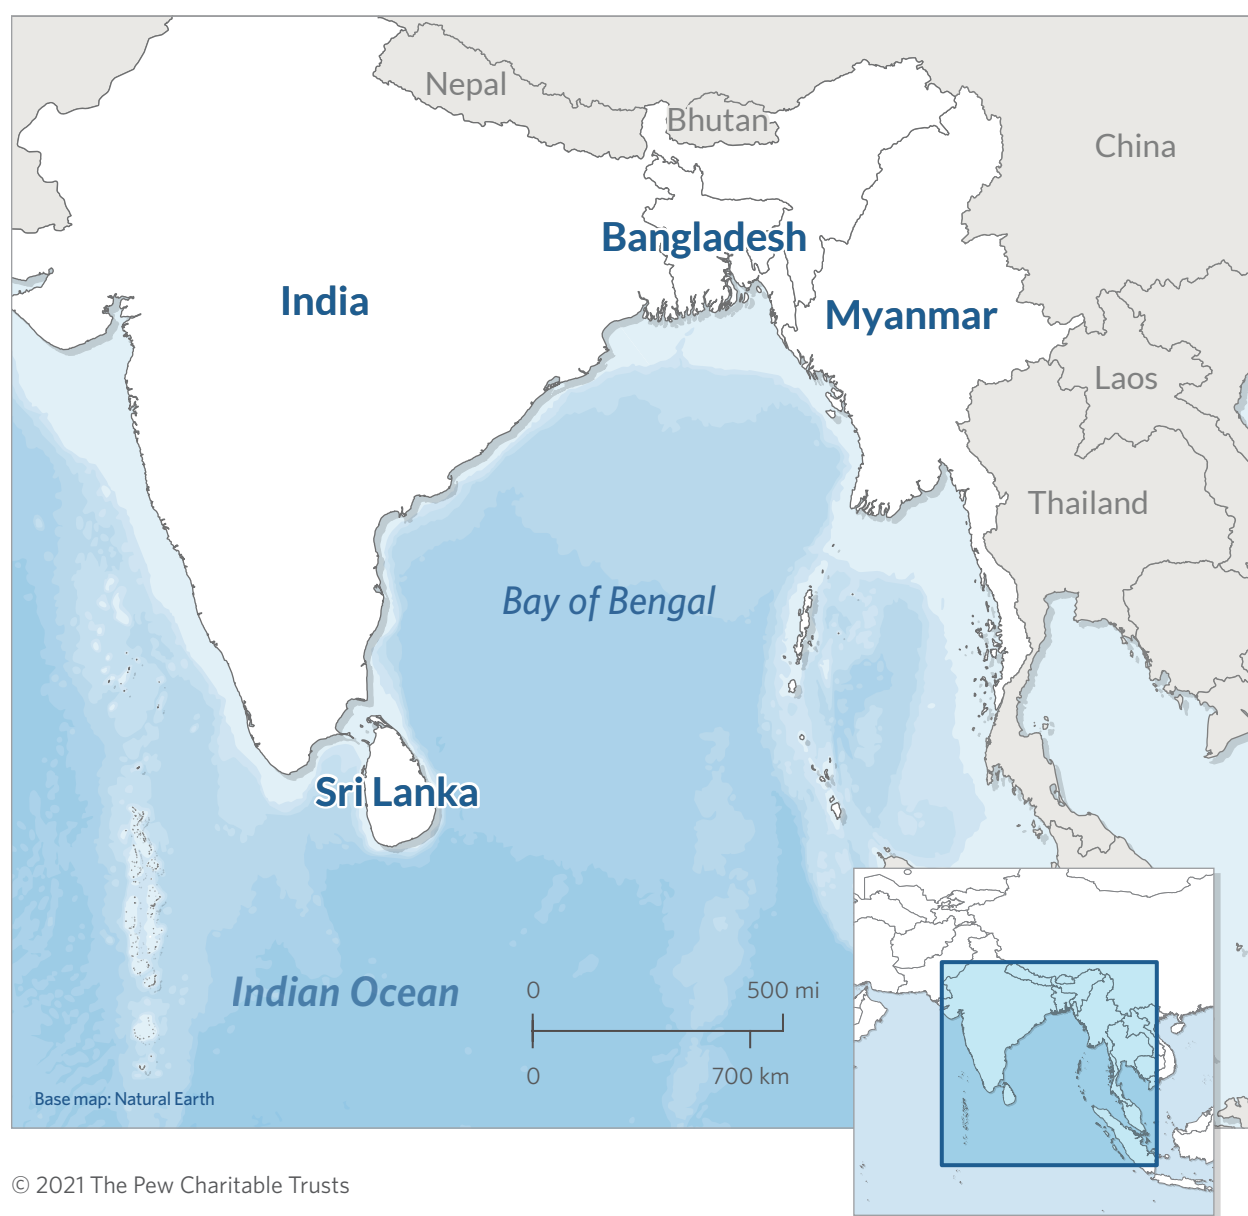 Nepal
Bhutan
China
Bangladesh
India
Myanmar
Laos
Thailand
Bay of Bengal
Sri Lanka
Indian Ocean
0 500 mi
0 700 km
Base map: Natural Earth
© 2021 The Pew Charitable Trusts